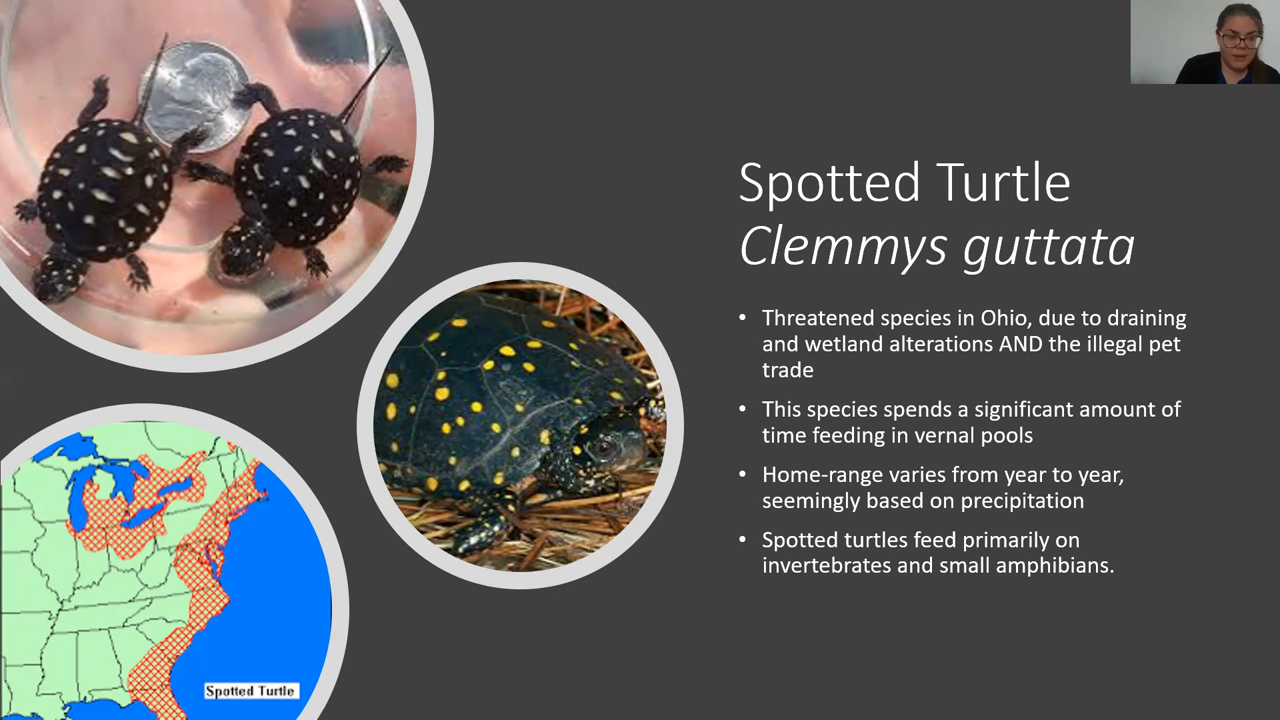 Spotted Turtle
Clemmys guttata
• Threatened species in Ohio, due to draining
and wetland alterations AND the illegal pet
trade
• This species spends a significant amount of
time feeding in vernal pools
• Home-range varies from year to year,
seemingly based on precipitation
• Spotted turtles feed primarily on
invertebrates and small amphibians.
Spotted Turtle